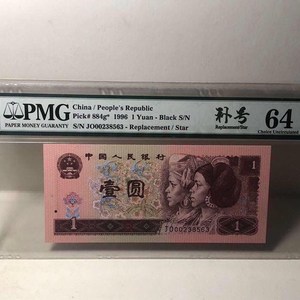 PMG
PAPER MONEY GUARANTY
China / People's Republic
Pick# 884g* 1996 1 Yuan - Black S/N
S/N JO00238563 - Replacement / Star
补号
Replacement/Star
64
Choice Uncirculated
中国人民银行
1
壹圆
JO00238563
1